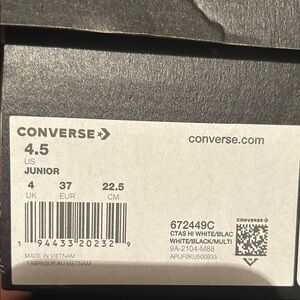 CONVERSE
converse.com
4.5
US
JUNIOR
4 37 22.5
UK EUR CM
1 94433 20232 9
672449C
CONVERSE
CTAS HI WHITE/BLAC
WHITE/BLACK/MULTI
9A-2104-M88
APUF0KU500933
MADE IN VIETNAM
FABRIQUE AU VIETNAM